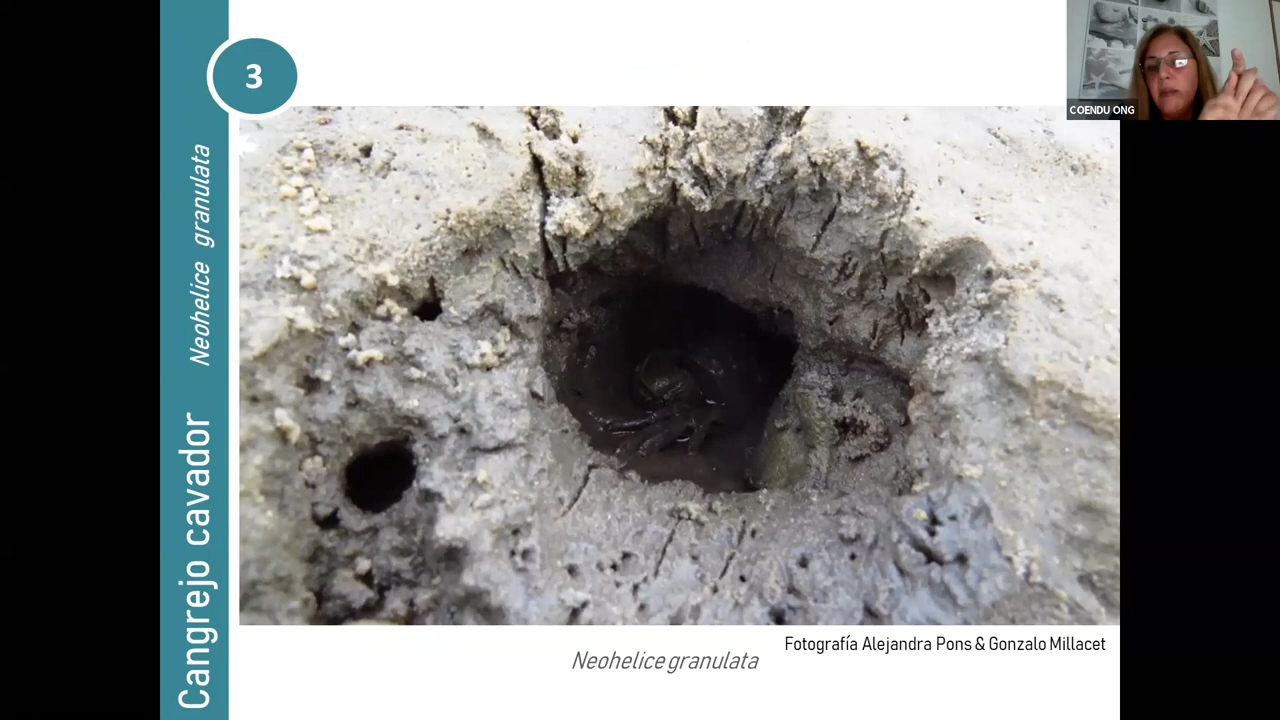 3
Cangrejo cavador Neohelice granulata
COENDU ONG
Fotografía Alejandra Pons & Gonzalo Millacet
Neohelice granulata